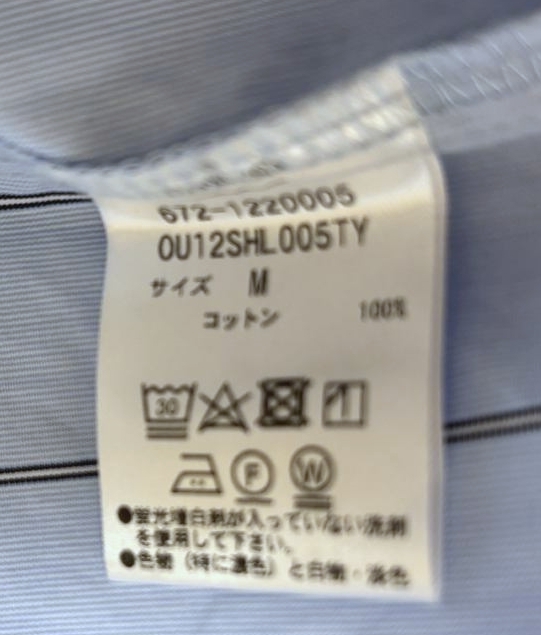 672-1220005
OU12SHL005TY
サイズ M
コットン 100%
30
F W
●蛍光増白剤が入っていない洗剤
を使用して下さい。
●色物(特に濃色)と白物・淡色